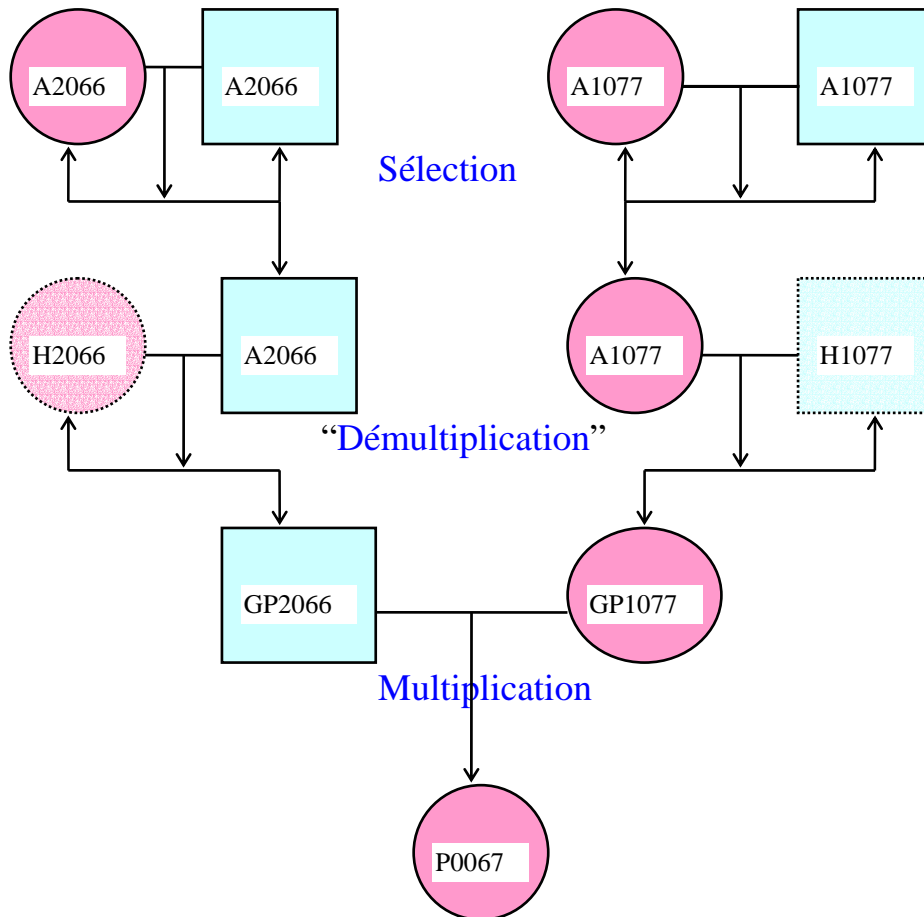 A2066
A2066
A1077
A1077
Sélection
H2066
A2066
A1077
H1077
“Démultiplication”
GP2066
GP1077
Multiplication
P0067